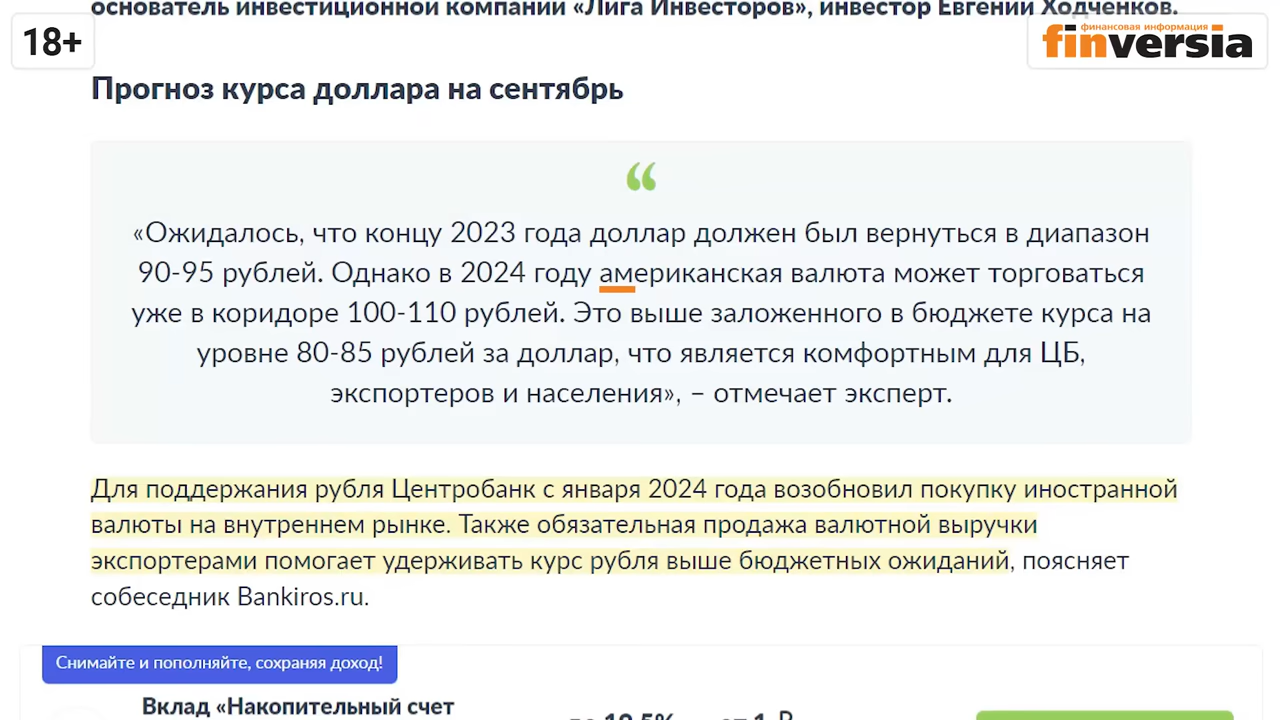 основатель инвестиционной компании «Лига Инвесторов», инвестор Евгений Ходченков.
18+
финансовая информация
finversia
Прогноз курса доллара на сентябрь
“
«Ожидалось, что концу 2023 года доллар должен был вернуться в диапазон
90-95 рублей. Однако в 2024 году американская валюта может торговаться
уже в коридоре 100-110 рублей. Это выше заложенного в бюджете курса на
уровне 80-85 рублей за доллар, что является комфортным для ЦБ,
экспортеров и населения», – отмечает эксперт.
Для поддержания рубля Центробанк с января 2024 года возобновил покупку иностранной
валюты на внутреннем рынке. Также обязательная продажа валютной выручки
экспортерами помогает удерживать курс рубля выше бюджетных ожиданий, поясняет
собеседник Bankiros.ru.
Снимайте и пополняйте, сохраняя доход!
Вклад «Накопительный счет
от 1 ₽